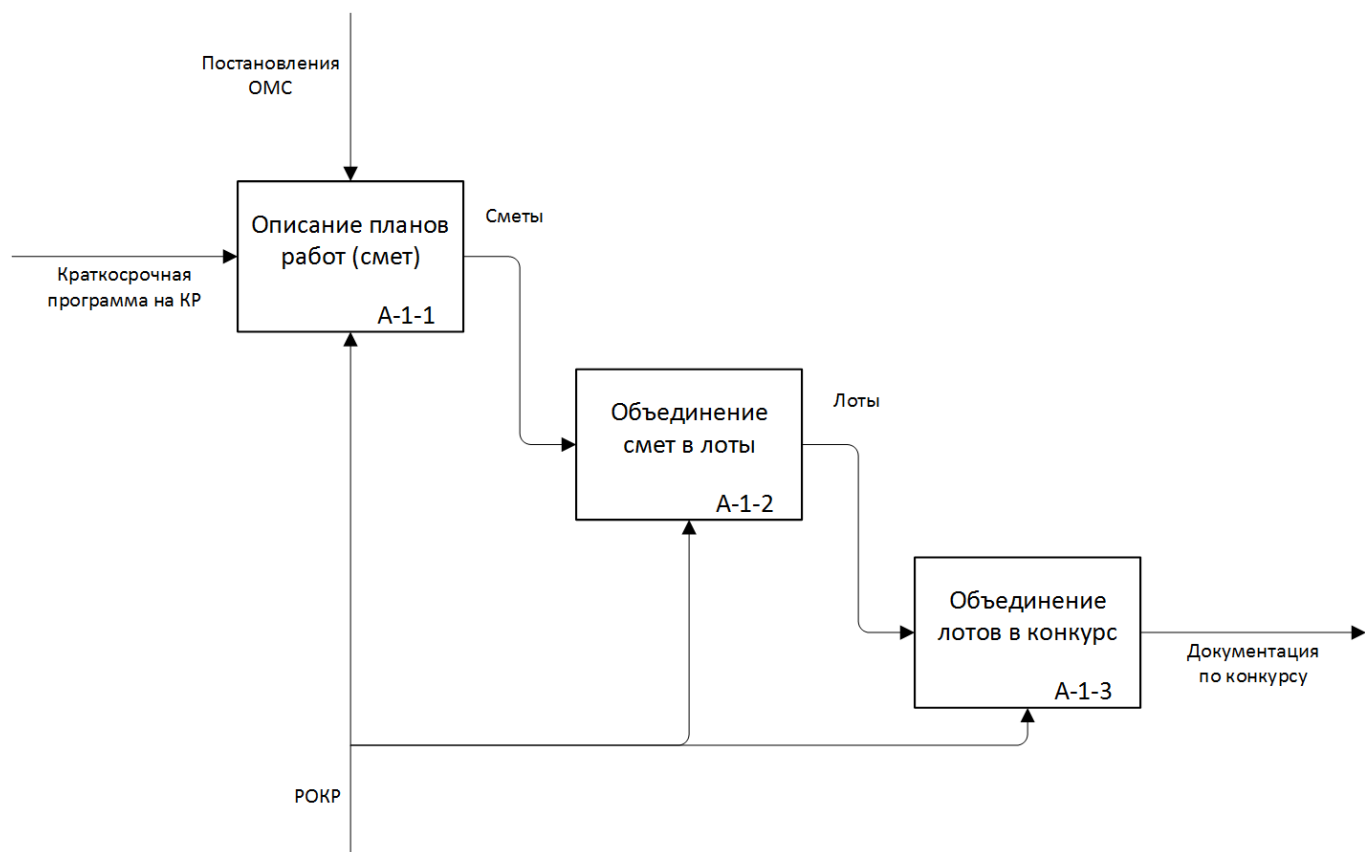 Постановления
ОМС
Описание планов
работ (смет)
А-1-1
Сметы
Краткосрочная
программа на КР
Объединение
смет в лоты
А-1-2
Лоты
Объединение
лотов в конкурс
А-1-3
Документация
по конкурсу
РОКР